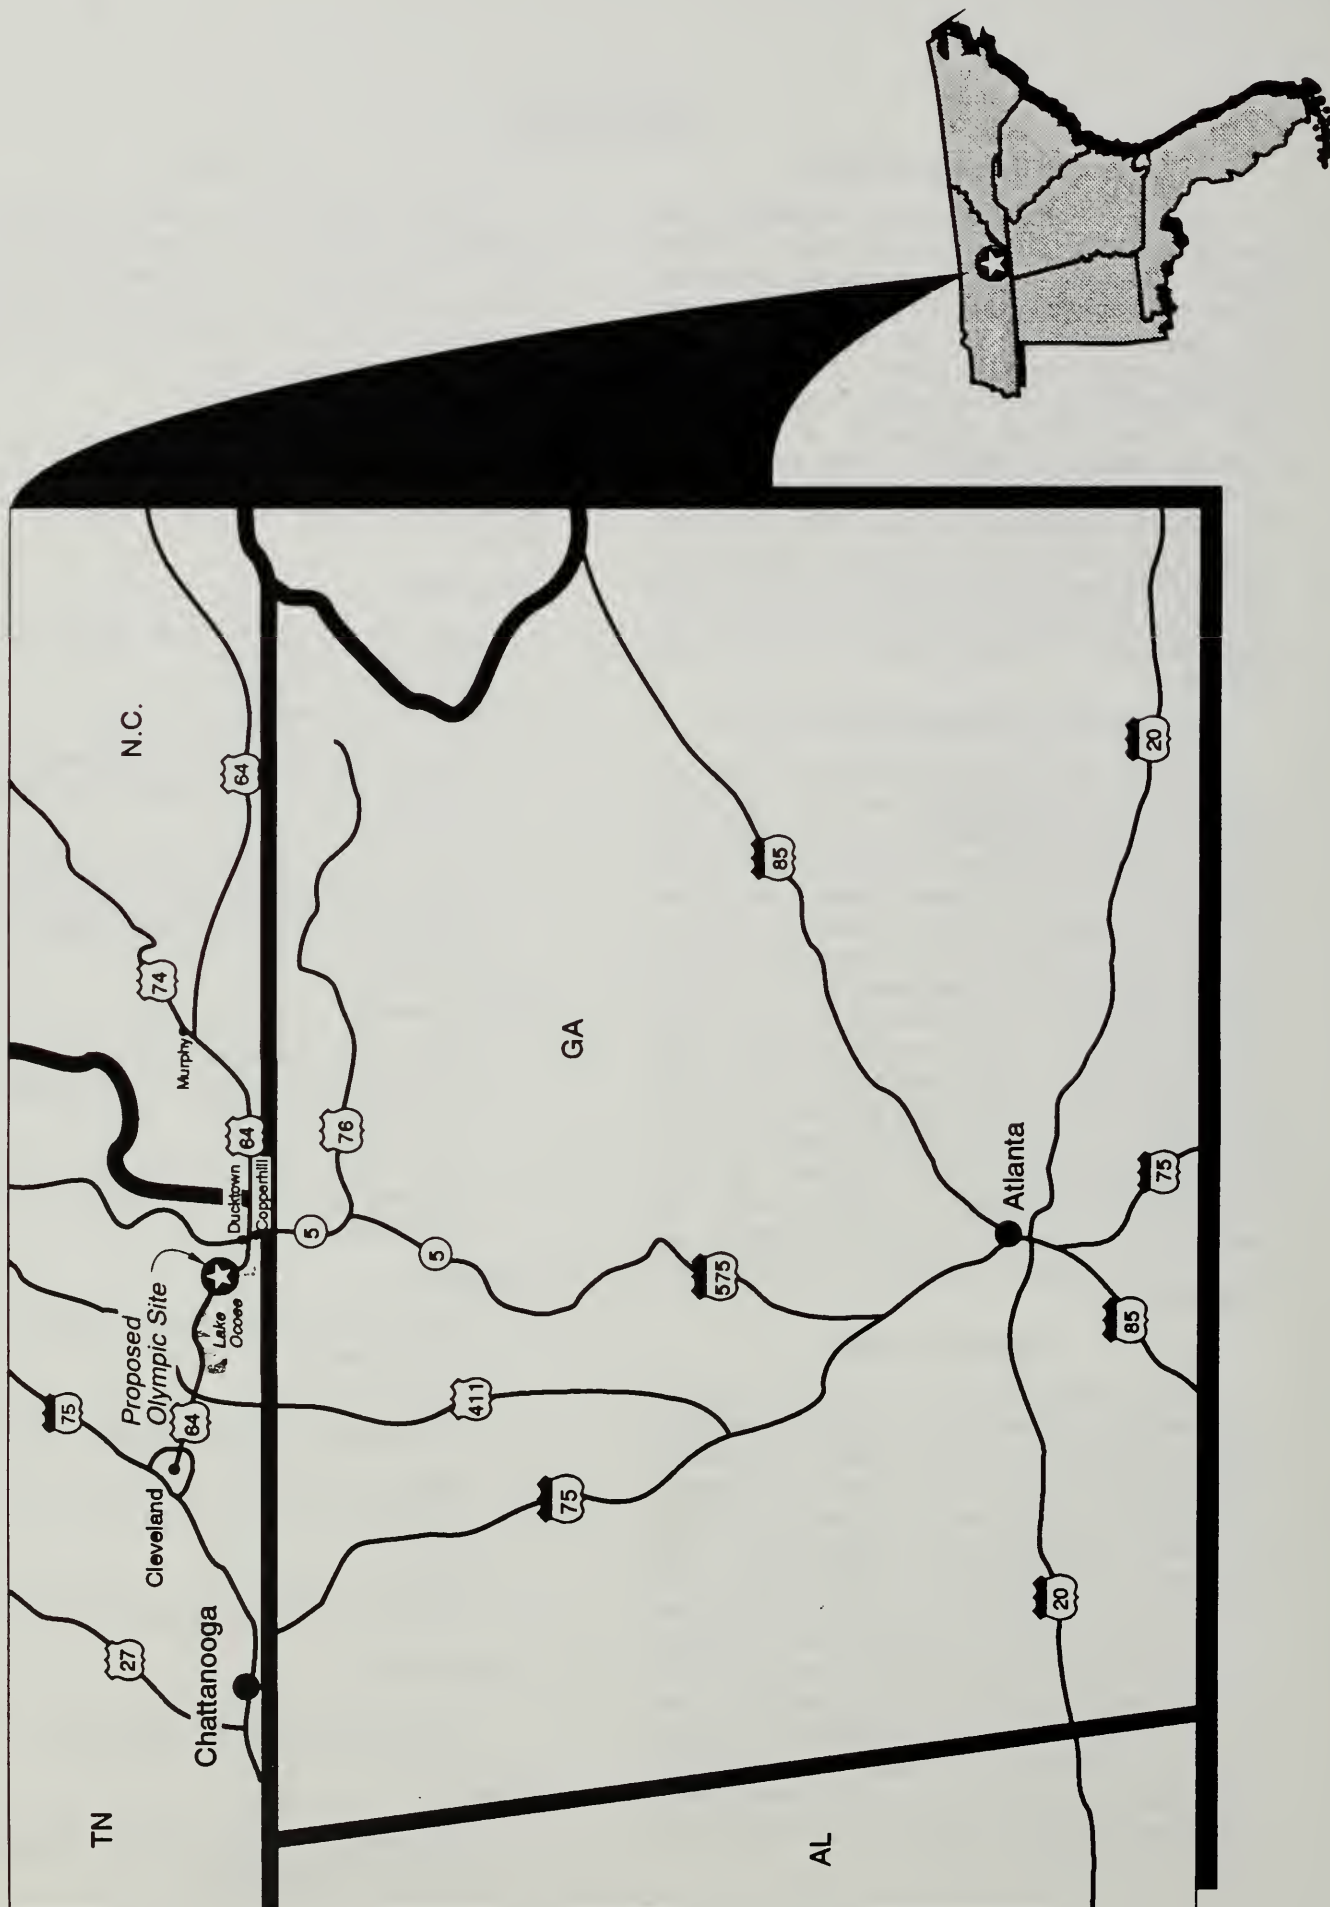 TN
N.C.
27
75
74
64
Chattanooga
Cleveland
64
Proposed
Olympic Site
Lake
Ocoee
Ducktown
Copperhill
64
Murphy
5
76
5
411
75
575
GA
85
AL
Atlanta
20
20
85
75